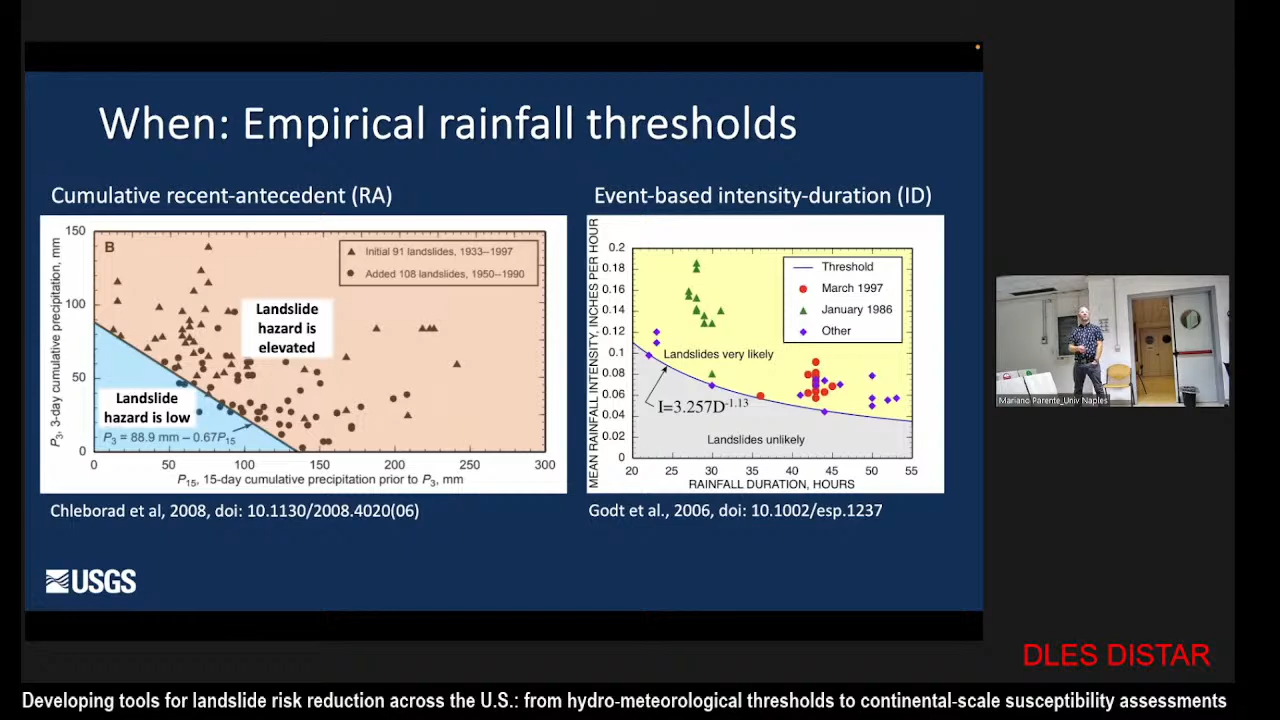 When: Empirical rainfall thresholds
Cumulative recent-antecedent (RA)
P3, 3-day cumulative precipitation, mm
150
100
50
0
B
Initial 91 landslides, 1933–1997
Added 108 landslides, 1950–1990
Landslide
hazard is
elevated
Landslide
hazard is low
P3 = 88.9 mm – 0.67P15
0 50 100 150 200 250 300
P15, 15-day cumulative precipitation prior to P3, mm
Chleborad et al, 2008, doi: 10.1130/2008.4020(06)
Event-based intensity-duration (ID)
MEAN RAINFALL INTENSITY, INCHES PER HOUR
0.2
0.18
0.16
0.14
0.12
0.1
0.08
0.06
0.04
0.02
0
Threshold
March 1997
January 1986
Other
Landslides very likely
I=3.257D-1.13
Landslides unlikely
20 25 30 35 40 45 50 55
RAINFALL DURATION, HOURS
Godt et al., 2006, doi: 10.1002/esp.1237
USGS
Mariano Parente_Univ Naples
DLES DISTAR
Developing tools for landslide risk reduction across the U.S.: from hydro-meteorological thresholds to continental-scale susceptibility assessments